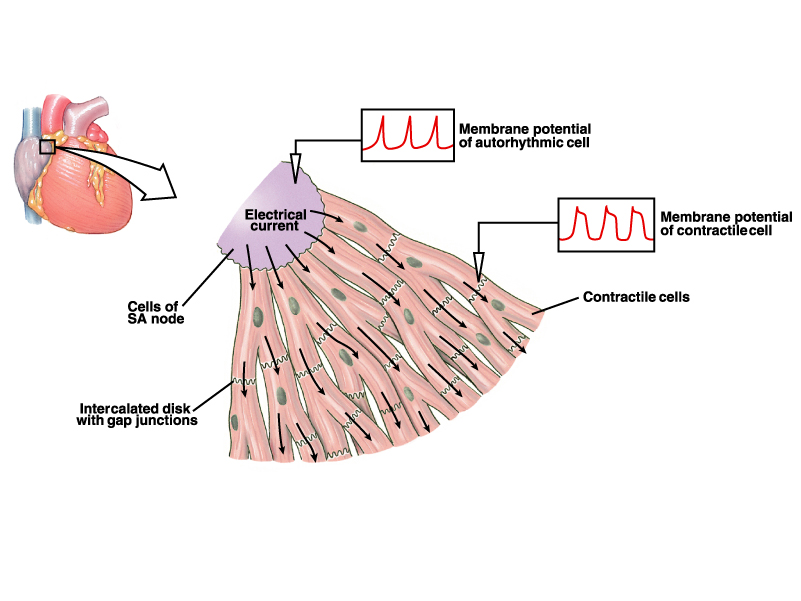 Membrane potential
of autorhythmic cell
Electrical
current
Membrane potential
of contractile cell
Cells of
SA node
Contractile cells
Intercalated disk
with gap junctions